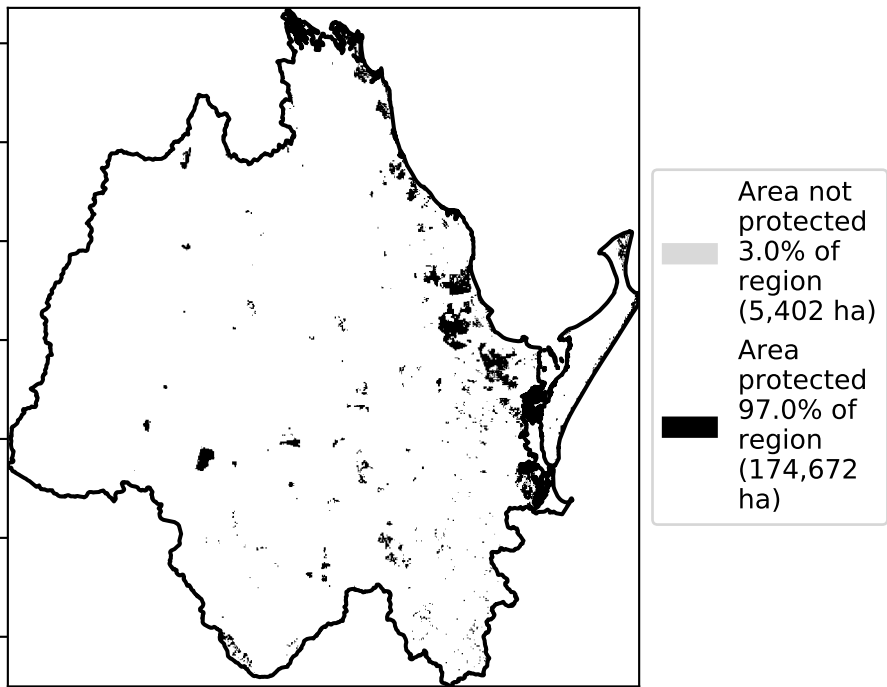 Area not
protected
3.0% of
region
(5,402 ha)
Area
protected
97.0% of
region
(174,672
ha)